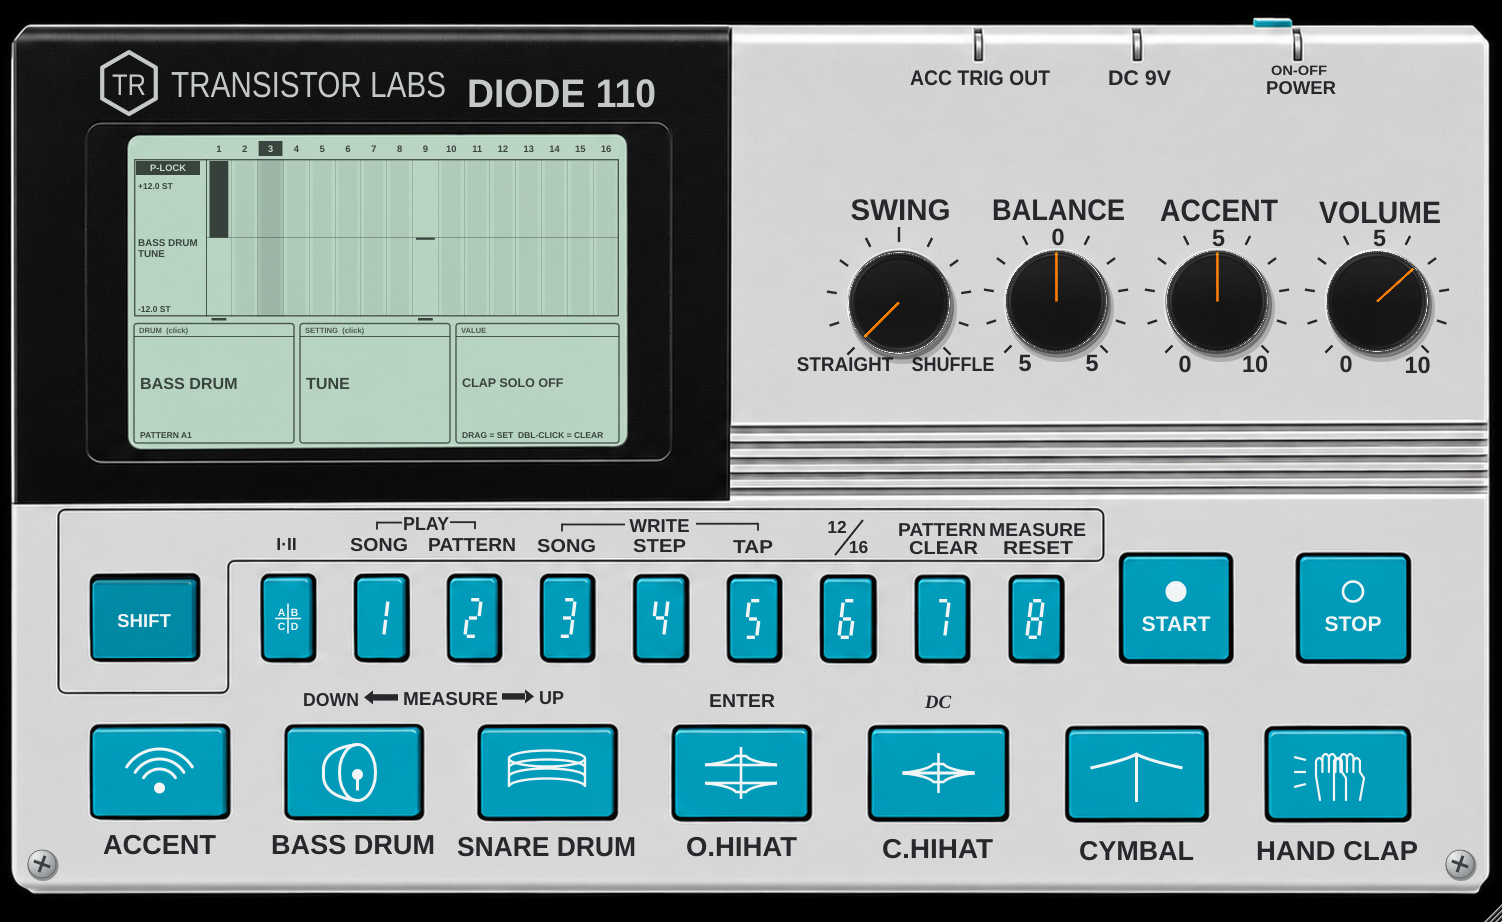 TR TRANSISTOR LABS DIODE 110
ACC TRIG OUT
DC 9V
ON-OFF
POWER
1 2 3 4 5 6 7 8 9 10 11 12 13 14 15 16
P-LOCK
+12.0 ST
BASS DRUM
TUNE
-12.0 ST
DRUM (click)
BASS DRUM
PATTERN A1
SETTING (click)
TUNE
VALUE
CLAP SOLO OFF
DRAG = SET DBL-CLICK = CLEAR
SWING
STRAIGHT SHUFFLE
BALANCE
0
5 5
ACCENT
5
0 10
VOLUME
5
0 10
I·II
PLAY
SONG PATTERN
WRITE
SONG STEP TAP
12/16
PATTERN
CLEAR
MEASURE
RESET
SHIFT
A B
C D
1 2 3 4 5 6 7 8
START
STOP
DOWN MEASURE UP
ENTER
DC
ACCENT
BASS DRUM
SNARE DRUM
O.HIHAT
C.HIHAT
CYMBAL
HAND CLAP